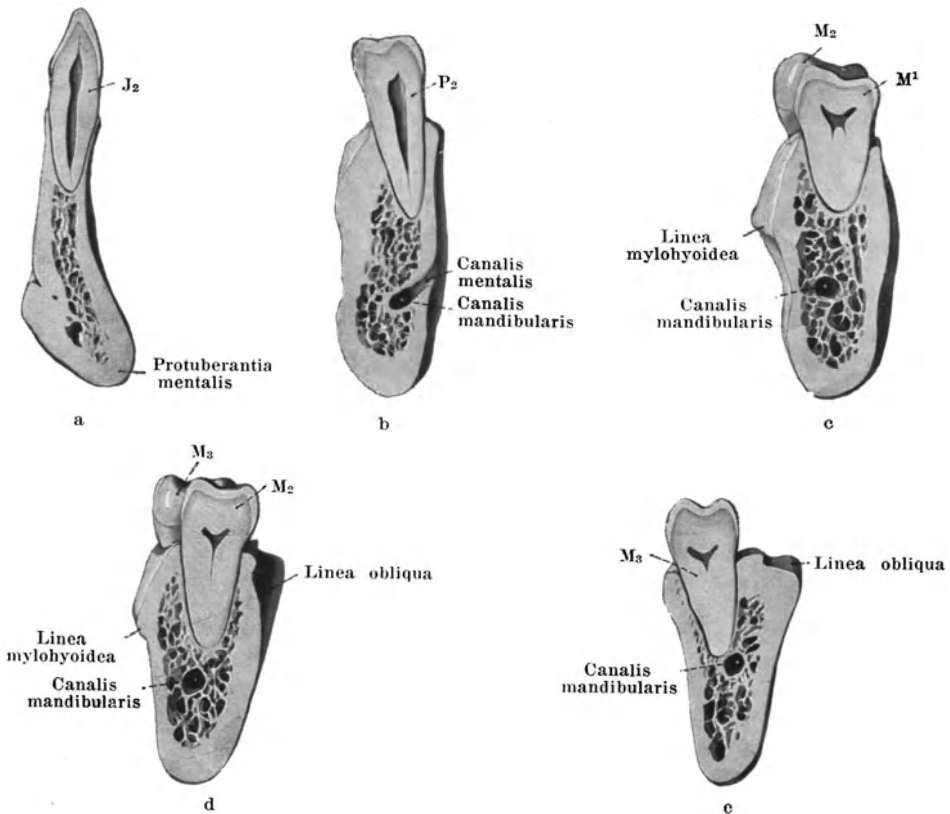 J₂
Protuberantia
mentalis
a
P₂
Canalis
mentalis
Canalis
mandibularis
b
M₂
M¹
Linea
mylohyoidea
Canalis
mandibularis
c
M₃
M₂
Linea obliqua
Linea
mylohyoidea
Canalis
mandibularis
d
M₃
Linea obliqua
Canalis
mandibularis
e